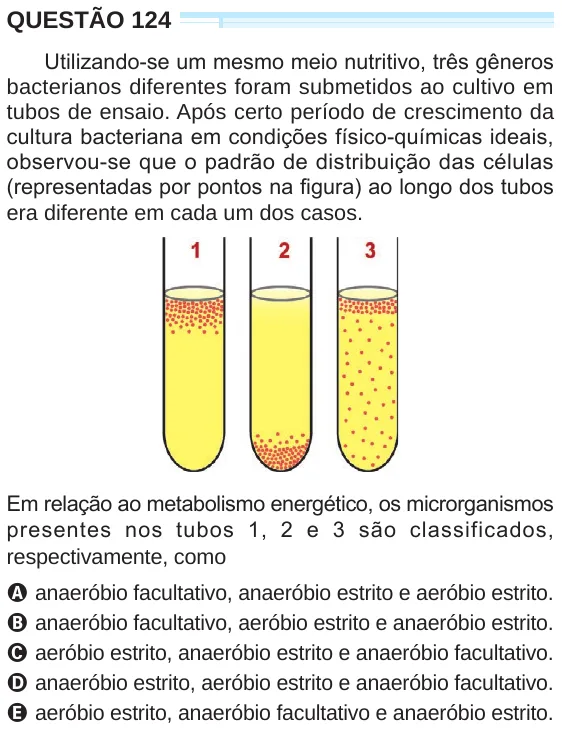 QUESTÃO 124
Utilizando-se um mesmo meio nutritivo, três gêneros
bacterianos diferentes foram submetidos ao cultivo em
tubos de ensaio. Após certo período de crescimento da
cultura bacteriana em condições físico-químicas ideais,
observou-se que o padrão de distribuição das células
(representadas por pontos na figura) ao longo dos tubos
era diferente em cada um dos casos.
1 2 3
Em relação ao metabolismo energético, os microrganismos
presentes nos tubos 1, 2 e 3 são classificados,
respectivamente, como
A anaeróbio facultativo, anaeróbio estrito e aeróbio estrito.
B anaeróbio facultativo, aeróbio estrito e anaeróbio estrito.
C aeróbio estrito, anaeróbio estrito e anaeróbio facultativo.
D anaeróbio estrito, aeróbio estrito e anaeróbio facultativo.
E aeróbio estrito, anaeróbio facultativo e anaeróbio estrito.